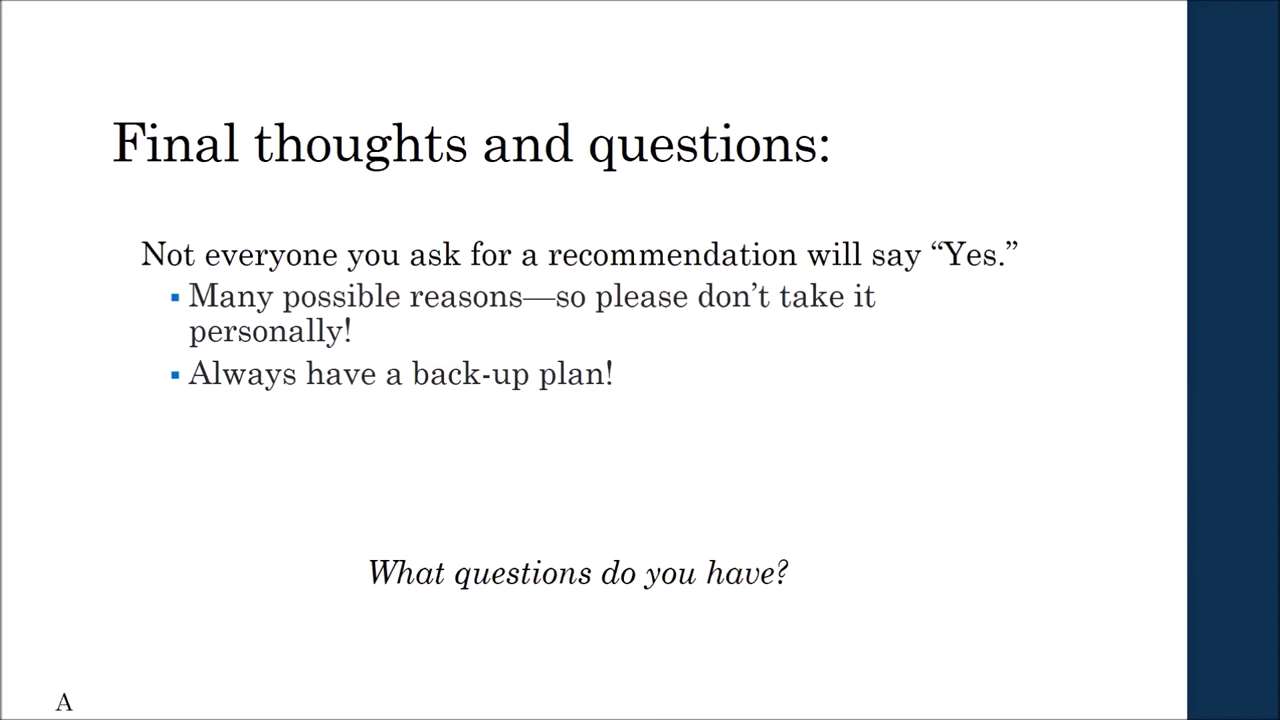 Final thoughts and questions:
Not everyone you ask for a recommendation will say “Yes.”
▪ Many possible reasons—so please don’t take it
personally!
▪ Always have a back-up plan!
What questions do you have?
A